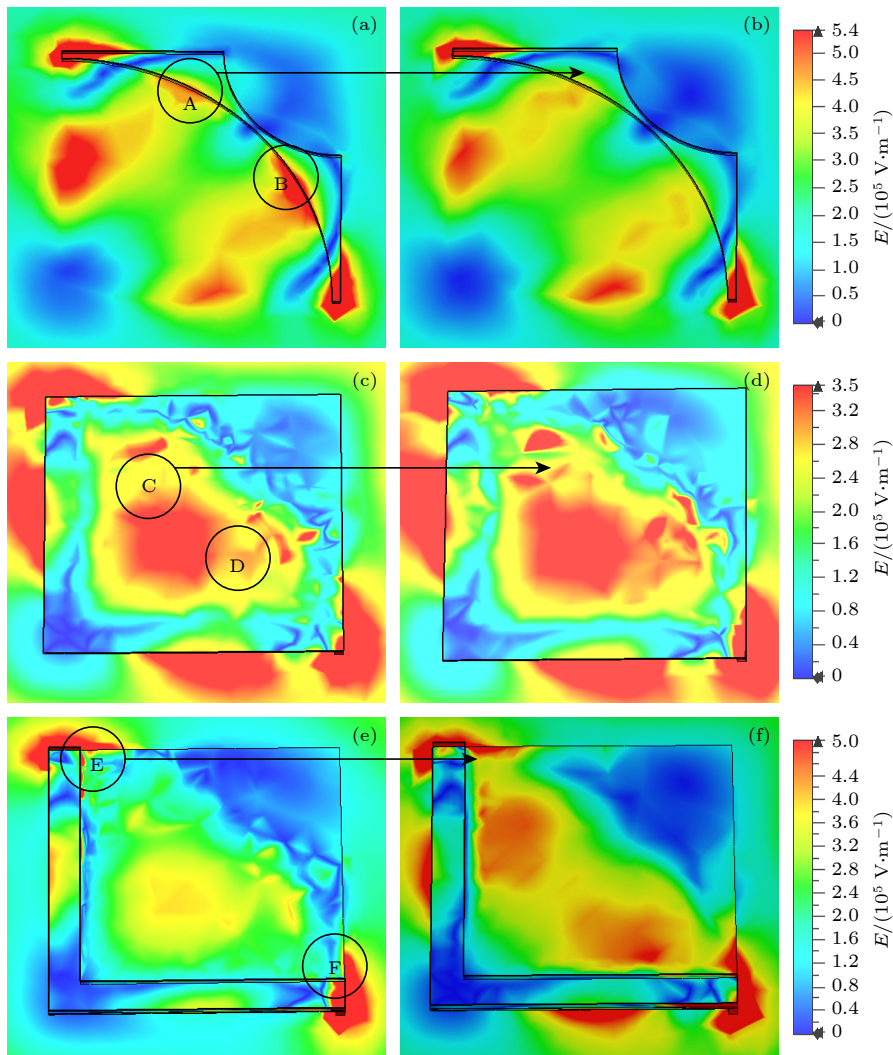 (a)
(b)
A
B
5.4
5.0
4.5
4.0
3.5
3.0
2.5
2.0
1.5
1.0
0.5
0
E/(10⁵ V·m⁻¹)
(c)
(d)
C
D
3.5
3.2
2.8
2.4
2.0
1.6
1.2
0.8
0.4
0
E/(10⁵ V·m⁻¹)
(e)
(f)
E
F
5.0
4.4
4.0
3.6
3.2
2.8
2.4
2.0
1.6
1.2
0.8
0.4
0
E/(10⁵ V·m⁻¹)